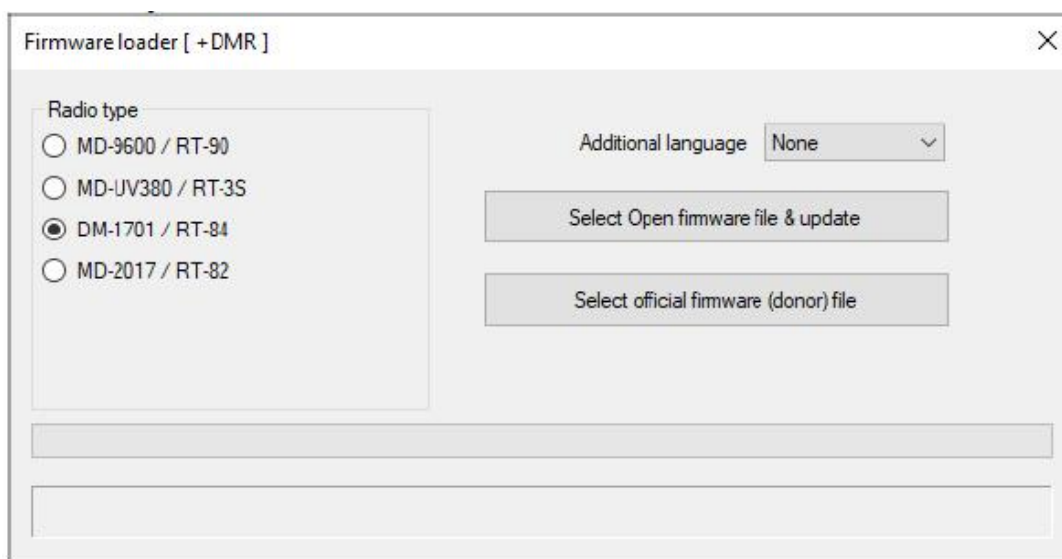 Firmware loader [ +DMR ]
Radio type
MD-9600 / RT-90
MD-UV380 / RT-3S
DM-1701 / RT-84
MD-2017 / RT-82
Additional language None
Select Open firmware file & update
Select official firmware (donor) file